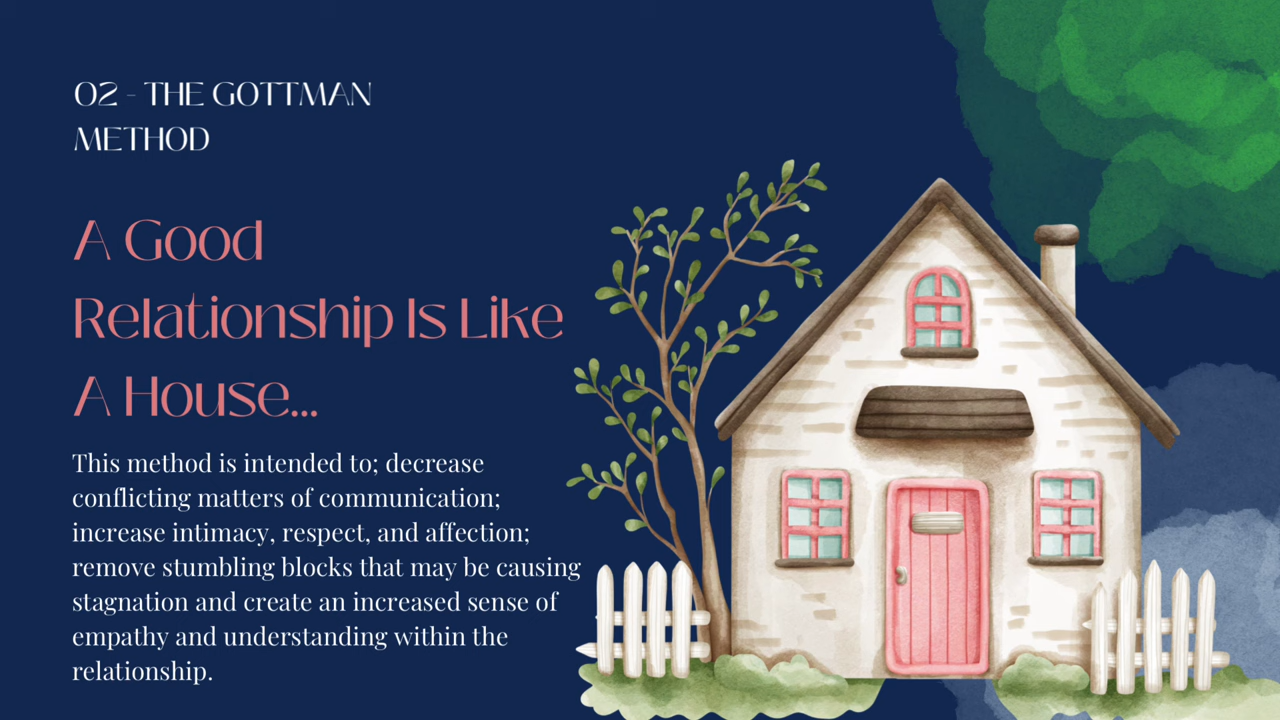 02 - THE GOTTMAN
METHOD
A Good
Relationship Is Like
A House...
This method is intended to; decrease
conflicting matters of communication;
increase intimacy, respect, and affection;
remove stumbling blocks that may be causing
stagnation and create an increased sense of
empathy and understanding within the
relationship.